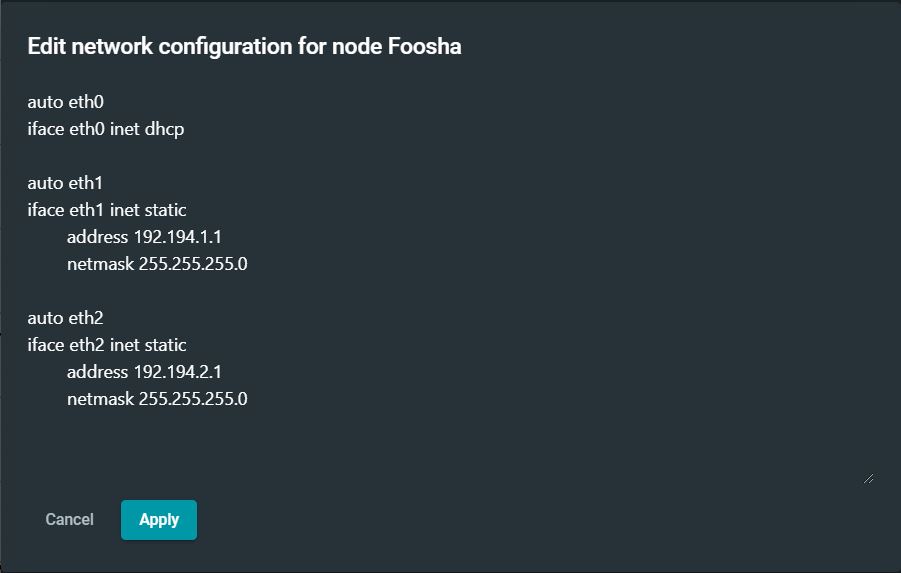 Edit network configuration for node Foosha
auto eth0
iface eth0 inet dhcp
auto eth1
iface eth1 inet static
address 192.194.1.1
netmask 255.255.255.0
auto eth2
iface eth2 inet static
address 192.194.2.1
netmask 255.255.255.0
Cancel
Apply